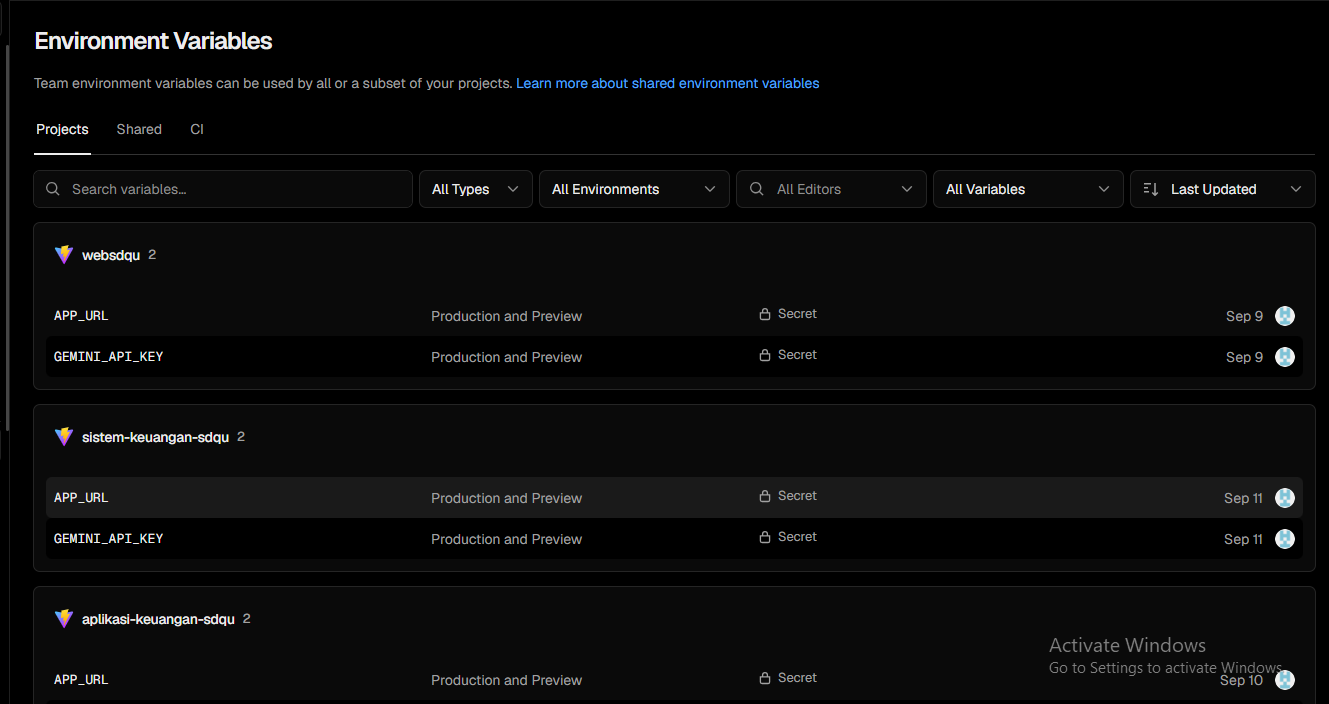 Environment Variables
Team environment variables can be used by all or a subset of your projects. Learn more about shared environment variables
Projects Shared CI
Search variables... All Types All Environments All Editors All Variables Last Updated
websdqu 2
APP_URL Production and Preview Secret Sep 9
GEMINI_API_KEY Production and Preview Secret Sep 9
sistem-keuangan-sdqu 2
APP_URL Production and Preview Secret Sep 11
GEMINI_API_KEY Production and Preview Secret Sep 11
aplikasi-keuangan-sdqu 2
Activate Windows
Go to Settings to activate Windows.
APP_URL Production and Preview Secret Sep 10